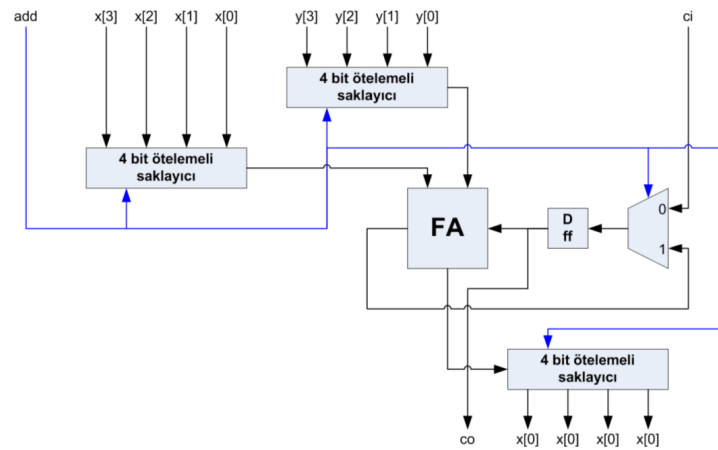 add x[3] x[2] x[1] x[0] y[3] y[2] y[1] y[0] ci
4 bit ötelemeli
saklayıcı
4 bit ötelemeli
saklayıcı
FA
D
ff
0
1
4 bit ötelemeli
saklayıcı
co x[0] x[0] x[0] x[0]